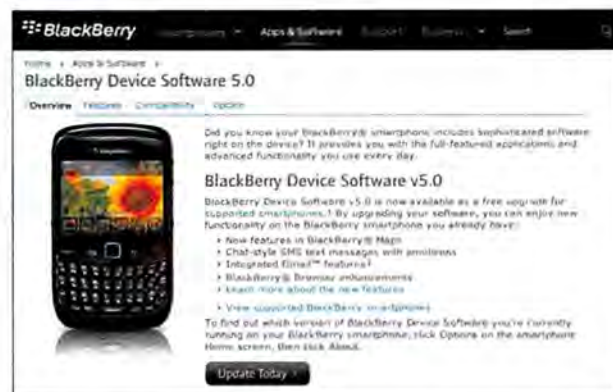 BlackBerry Apps & Software Support Business Search
Home Apps & Software
BlackBerry Device Software 5.0
Overview Features Compatibility Update
Did you know your BlackBerry® smartphone includes sophisticated software
right on the device? It provides you with the full-featured applications and
advanced functionality you use every day.
BlackBerry Device Software v5.0
BlackBerry Device Software v5.0 is now available as a free upgrade for
supported smartphones.† By upgrading your software, you can enjoy new
functionality on the BlackBerry smartphone you already have:
New features in BlackBerry® Maps
Chat-style SMS text messages with emoticons
Integrated Gmail™ features‡
BlackBerry® Browser enhancements
Learn more about the new features
View supported BlackBerry smartphones
To find out which version of BlackBerry Device Software you're currently
running on your BlackBerry smartphone, click Options on the smartphone
Home screen, then click About.
Update Today